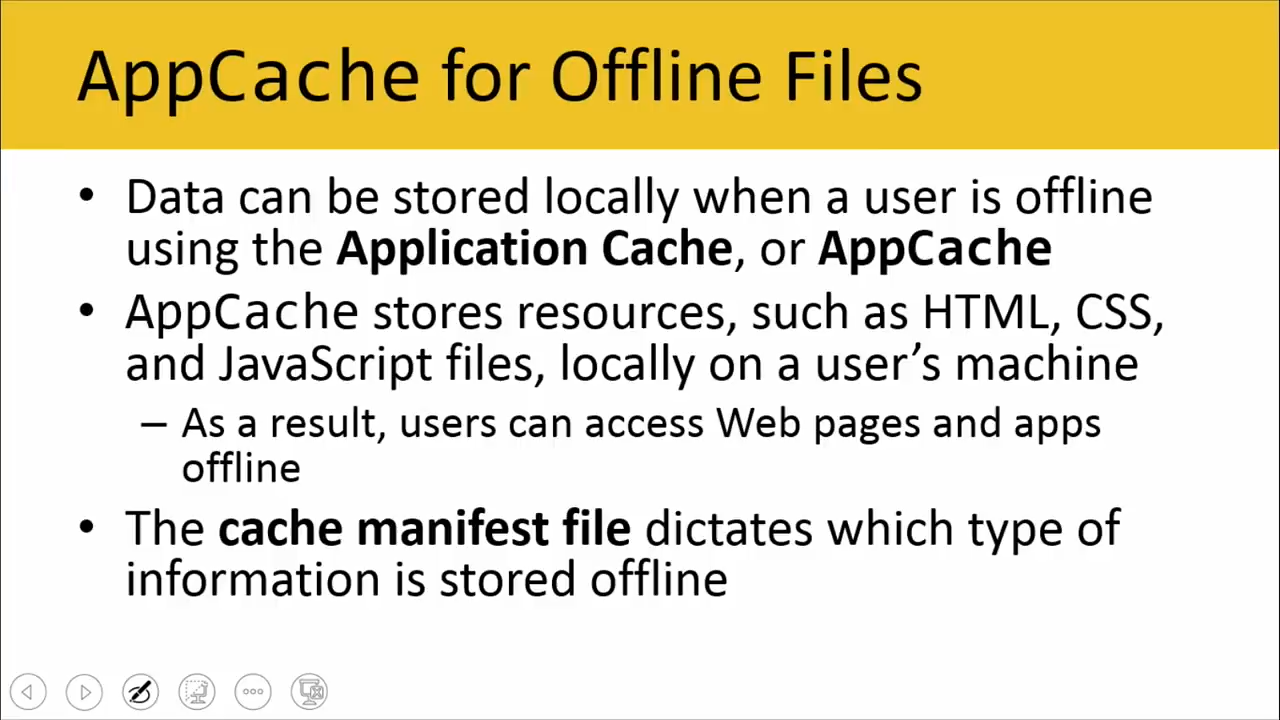 AppCache for Offline Files
• Data can be stored locally when a user is offline
using the Application Cache, or AppCache
• AppCache stores resources, such as HTML, CSS,
and JavaScript files, locally on a user’s machine
– As a result, users can access Web pages and apps
offline
• The cache manifest file dictates which type of
information is stored offline